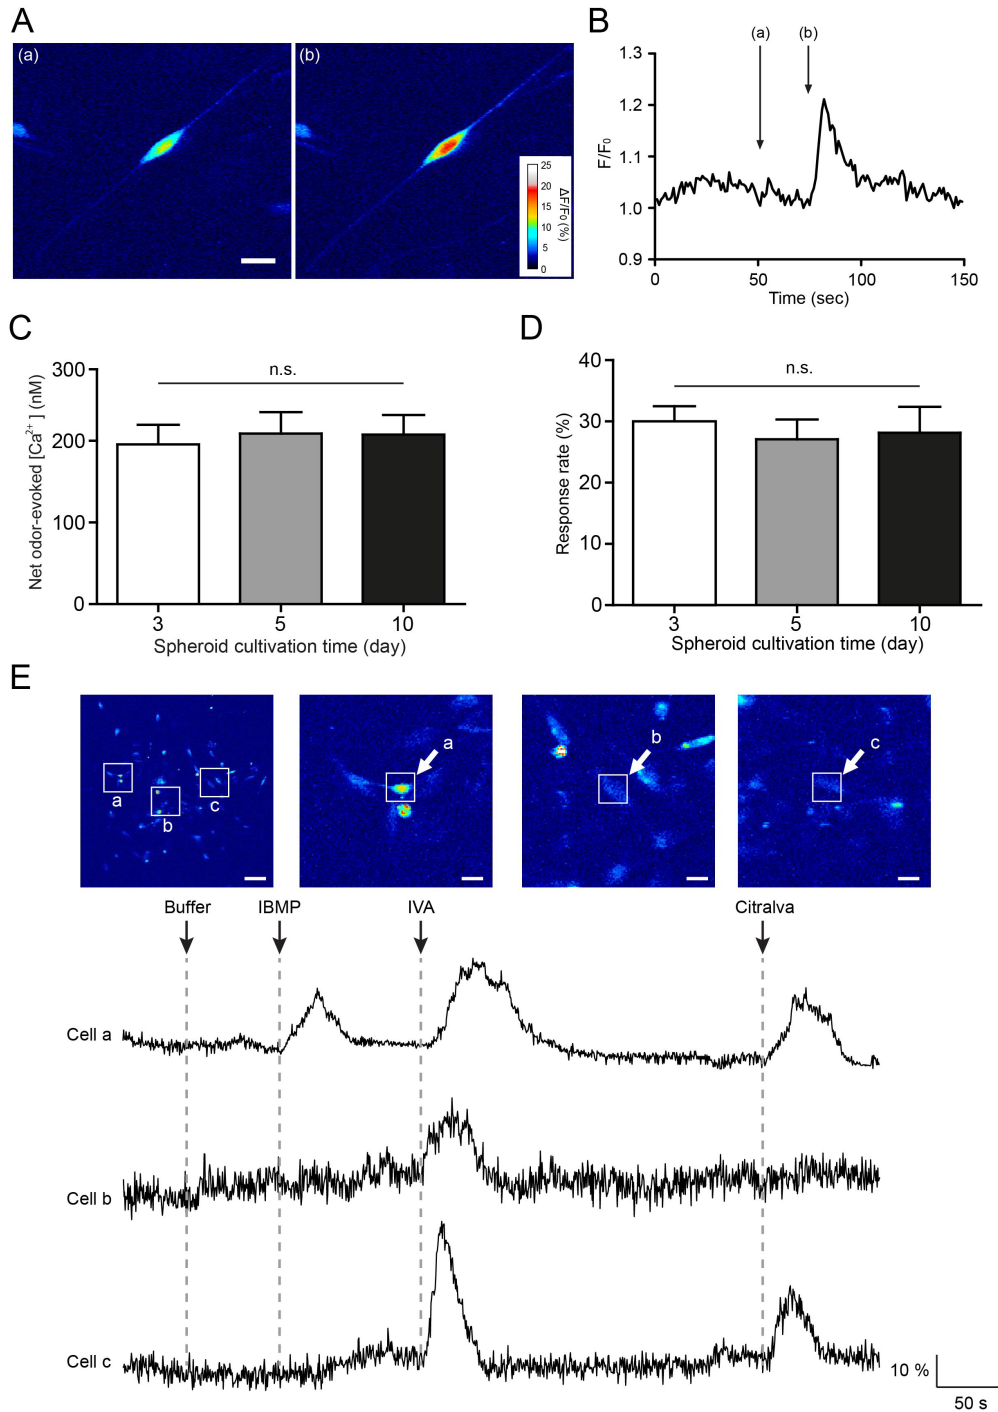 A
(a)
(b)
25
20
15
10
5
0
ΔF/F₀ (%)
B
(a)
(b)
1.3
1.2
1.1
1.0
0.9
F/F₀
0
50
100
150
Time (sec)
C
300
200
100
0
Net odor-evoked [Ca²⁺] (nM)
n.s.
3
5
10
Spheroid cultivation time (day)
D
40
30
20
10
0
Response rate (%)
n.s.
3
5
10
Spheroid cultivation time (day)
E
a
b
c
a
b
c
Buffer
IBMP
IVA
Citralva
Cell a
Cell b
Cell c
10 %
50 s